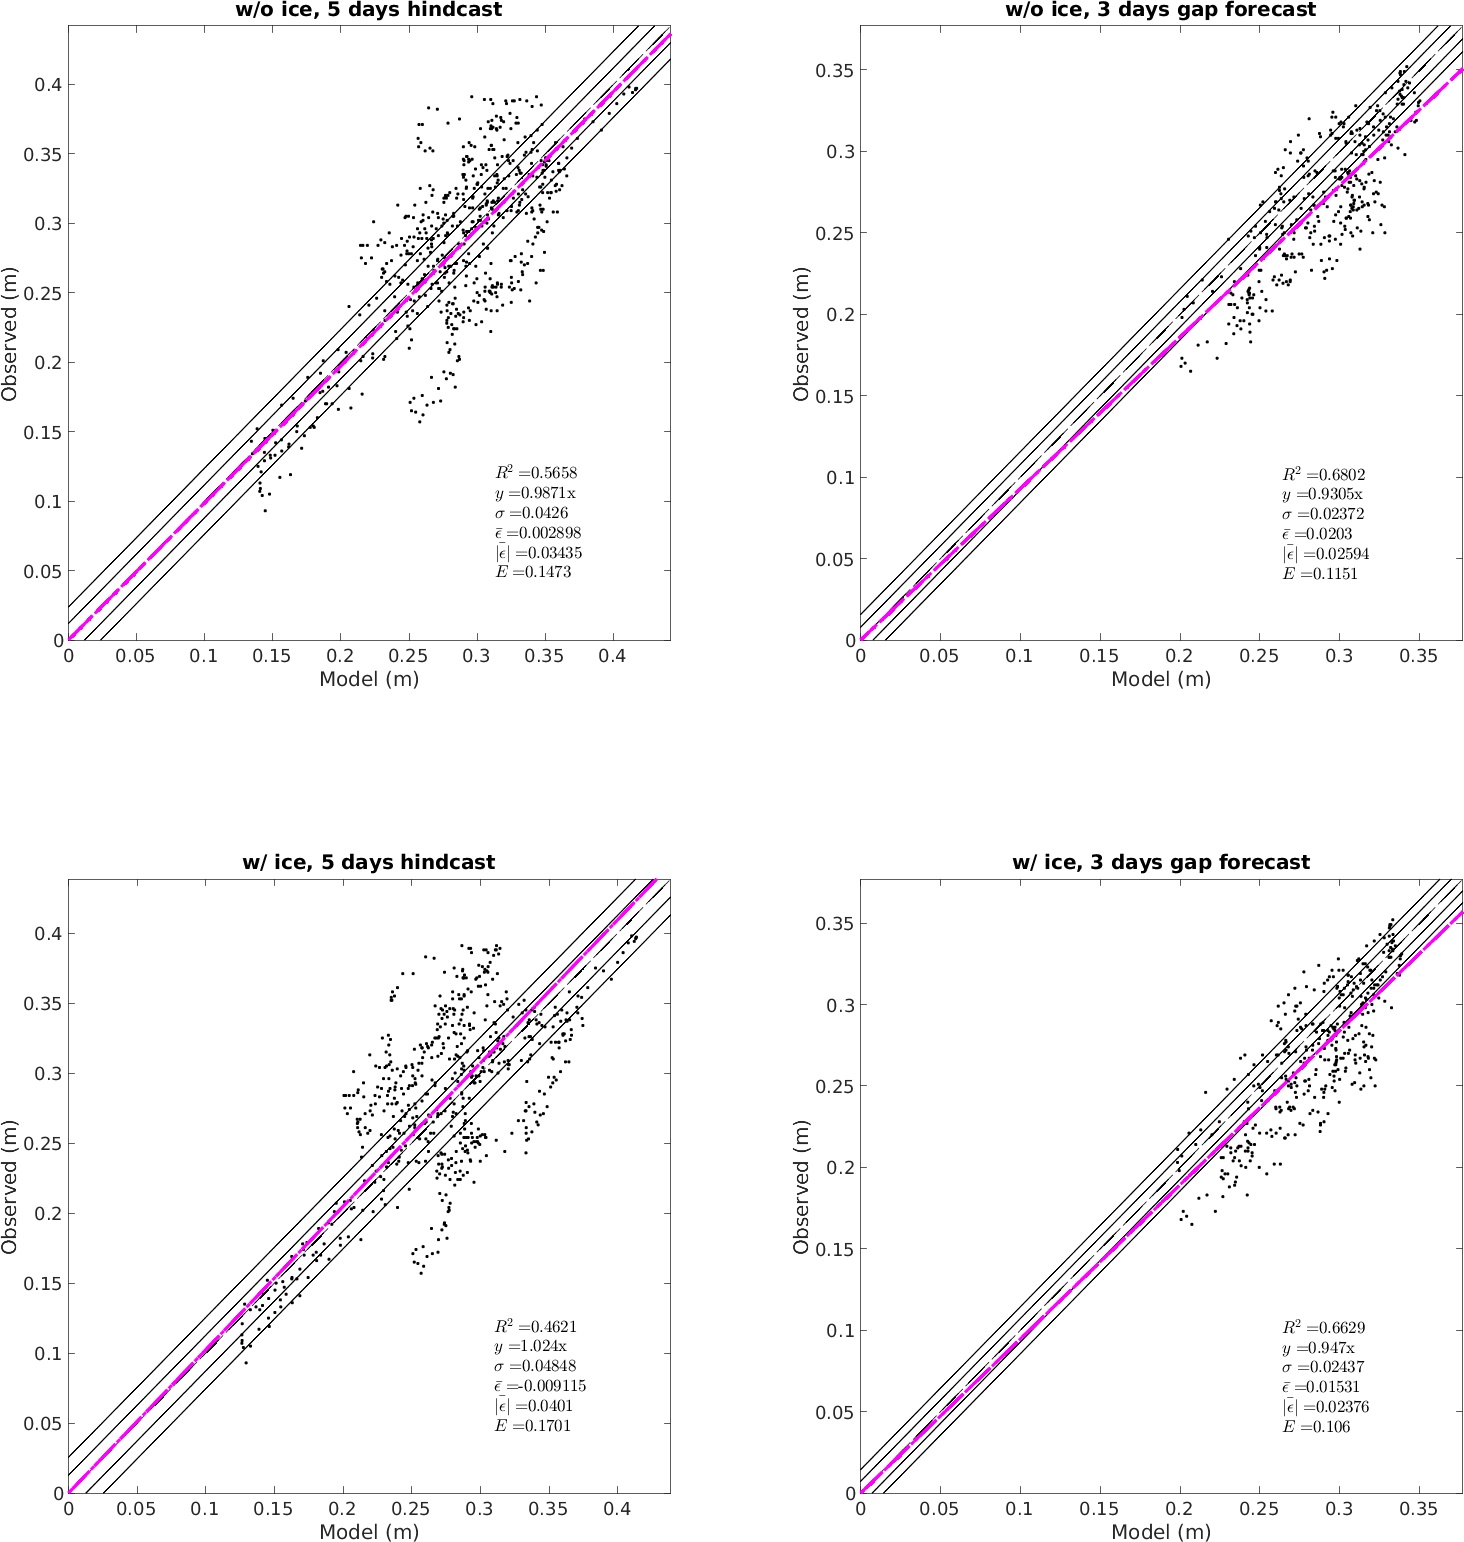 w/o ice, 5 days hindcast
0.4
0.35
0.3
0.25
0.2
0.15
0.1
0.05
0
Observed (m)
R² =0.5658
y =0.9871x
σ =0.0426
ϵ̄ =0.002898
|ϵ̄| =0.03435
E =0.1473
0 0.05 0.1 0.15 0.2 0.25 0.3 0.35 0.4
Model (m)
w/o ice, 3 days gap forecast
0.35
0.3
0.25
0.2
0.15
0.1
0.05
0
Observed (m)
R² =0.6802
y =0.9305x
σ =0.02372
ϵ̄ =0.0203
|ϵ̄| =0.02594
E =0.1151
0 0.05 0.1 0.15 0.2 0.25 0.3 0.35
Model (m)
w/ ice, 5 days hindcast
0.4
0.35
0.3
0.25
0.2
0.15
0.1
0.05
0
Observed (m)
R² =0.4621
y =1.024x
σ =0.04848
ϵ̄ =-0.009115
|ϵ̄| =0.0401
E =0.1701
0 0.05 0.1 0.15 0.2 0.25 0.3 0.35 0.4
Model (m)
w/ ice, 3 days gap forecast
0.35
0.3
0.25
0.2
0.15
0.1
0.05
0
Observed (m)
R² =0.6629
y =0.947x
σ =0.02437
ϵ̄ =0.01531
|ϵ̄| =0.02376
E =0.106
0 0.05 0.1 0.15 0.2 0.25 0.3 0.35
Model (m)